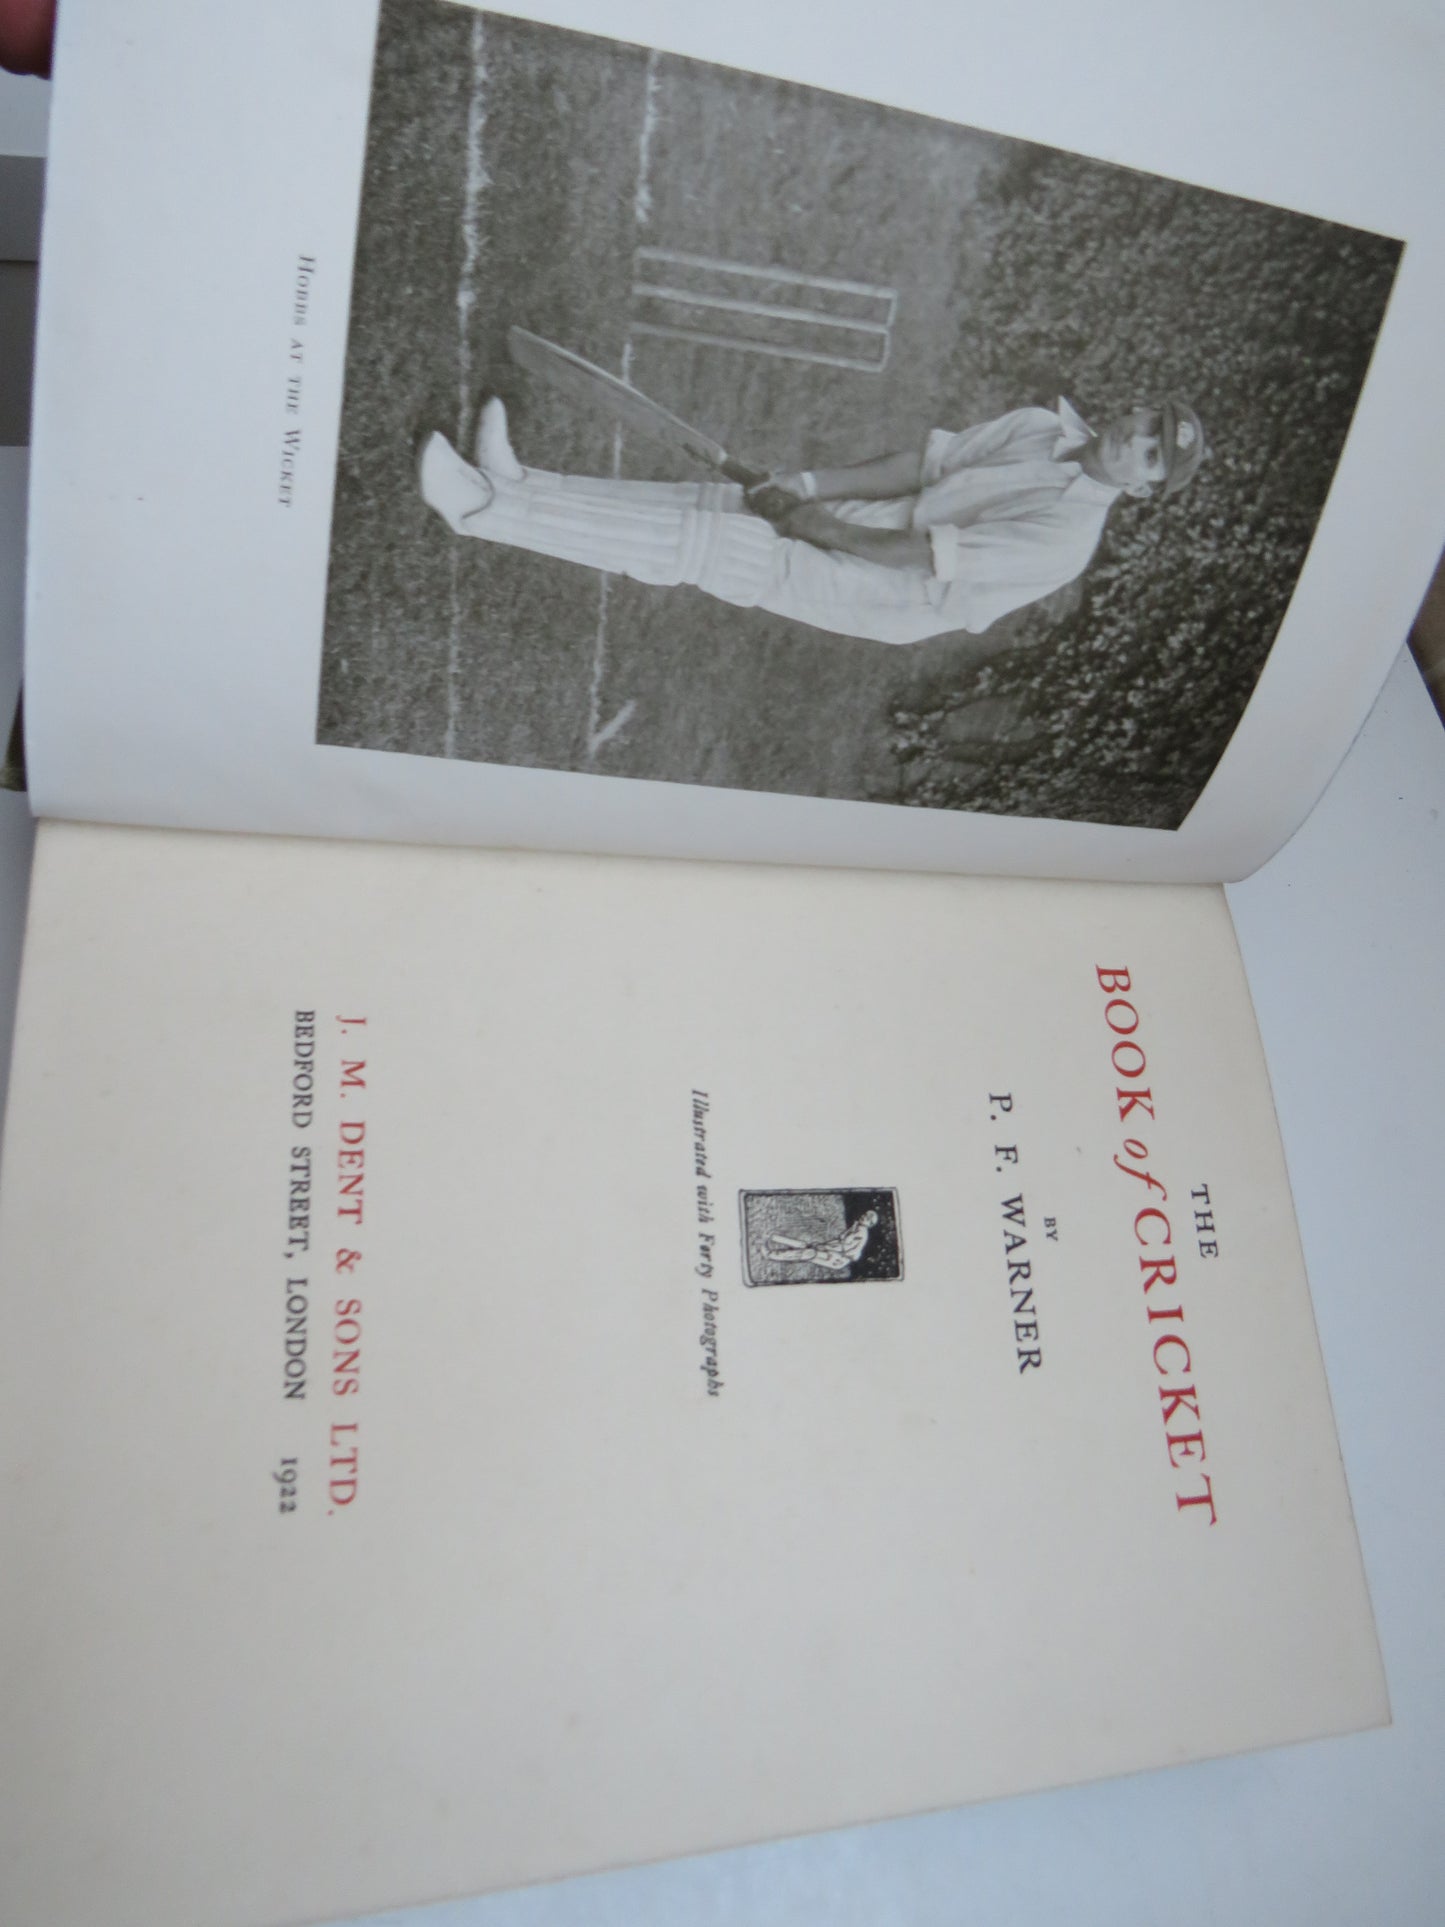 HOBBS AT THE WICKET
THE
BOOK of CRICKET
BY
P. F. WARNER
Illustrated with Forty Photographs
J. M. DENT & SONS LTD.
BEDFORD STREET, LONDON 1922